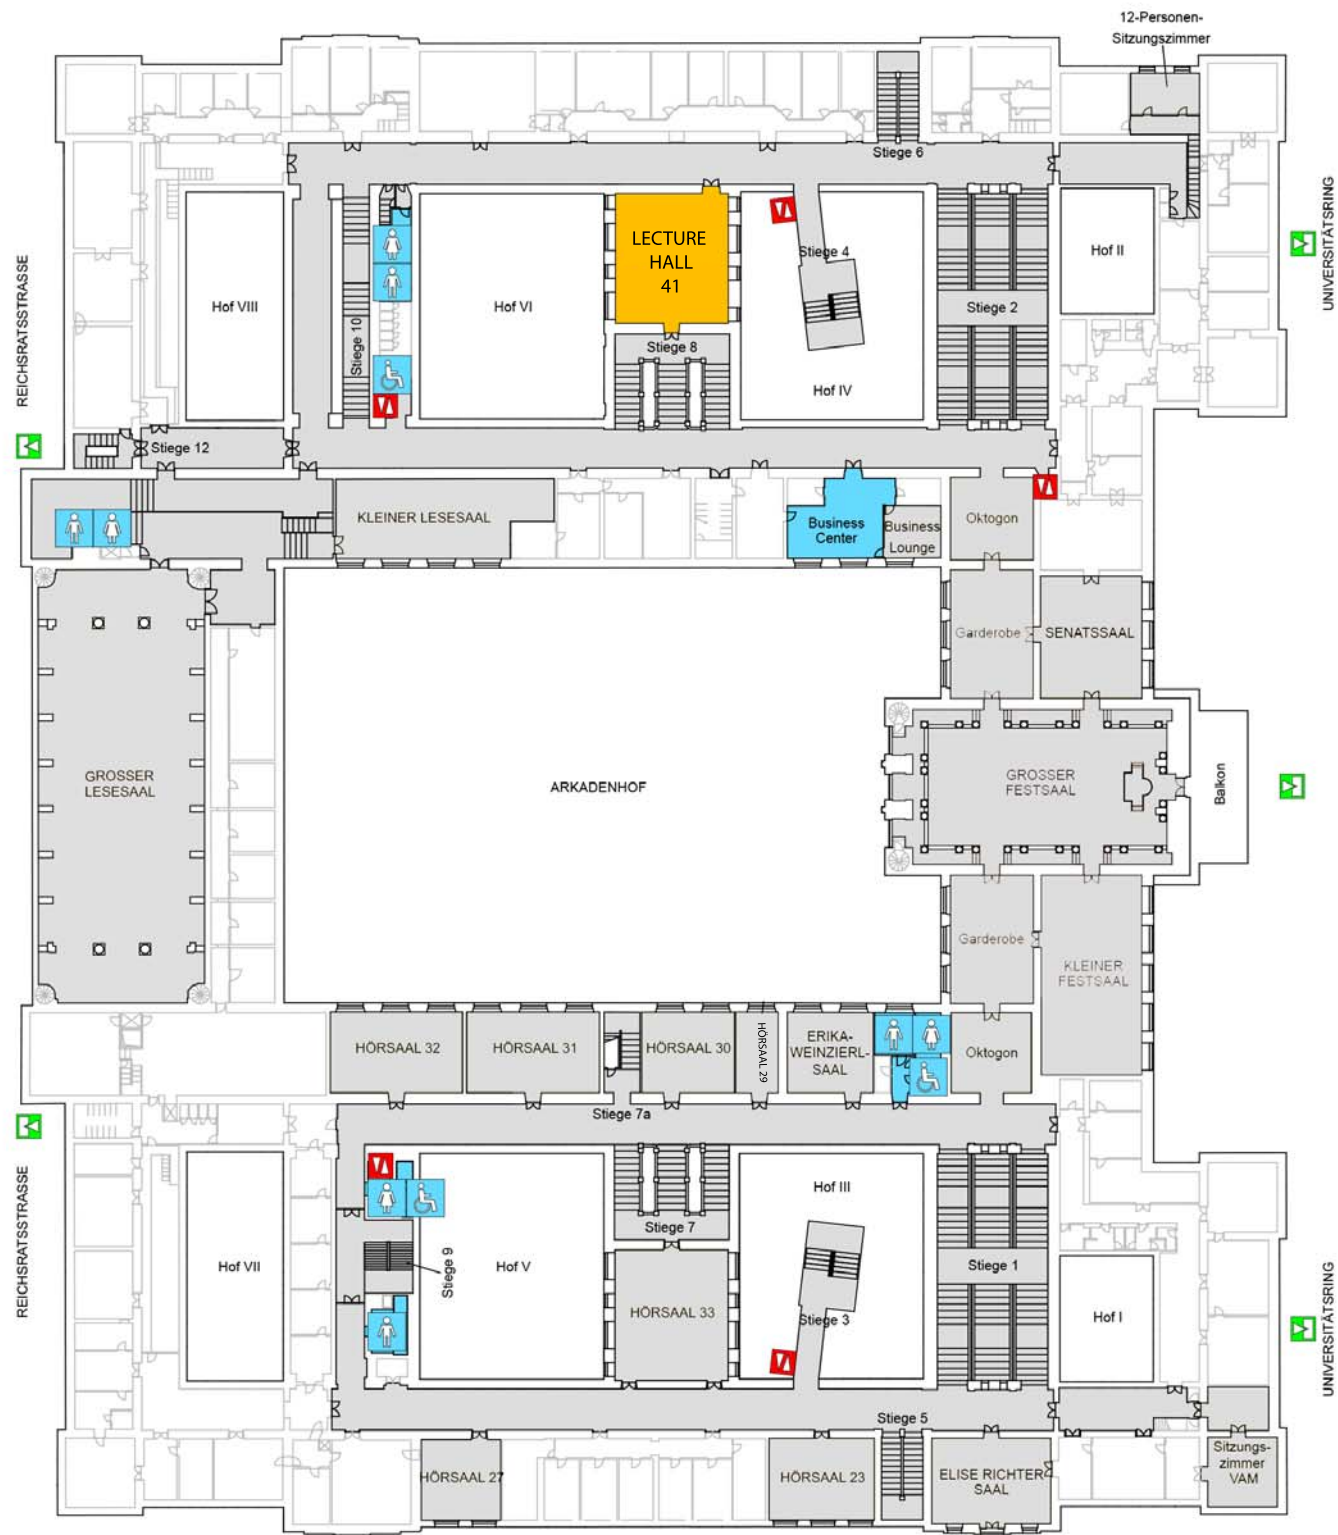 12-Personen-
Sitzungszimmer
Stiege 6
UNIVERSITÄTSRING
REICHSRATSSTRASSE
LECTURE
HALL
41
Stiege 4
Hof II
Hof VIII
Hof VI
Stiege 2
Stiege 10
Stiege 8
Hof IV
Stiege 12
KLEINER LESESAAL
Business
Center
Business
Lounge
Oktogon
Garderobe
SENATSSAAL
GROSSER
LESESAAL
ARKADENHOF
GROSSER
FESTSAAL
Balkon
Garderobe
KLEINER
FESTSAAL
HÖRSAAL 32
HÖRSAAL 31
HÖRSAAL 30
HÖRSAAL 29
ERIKA-
WEINZIERL-
SAAL
Oktogon
Stiege 7a
REICHSRATSSTRASSE
Hof III
Stiege 7
Hof VII
Stiege 9
Hof V
Stiege 1
HÖRSAAL 33
Stiege 3
Hof I
UNIVERSITÄTSRING
Stiege 5
HÖRSAAL 27
HÖRSAAL 23
ELISE RICHTER
SAAL
Sitzungs-
zimmer
VAM